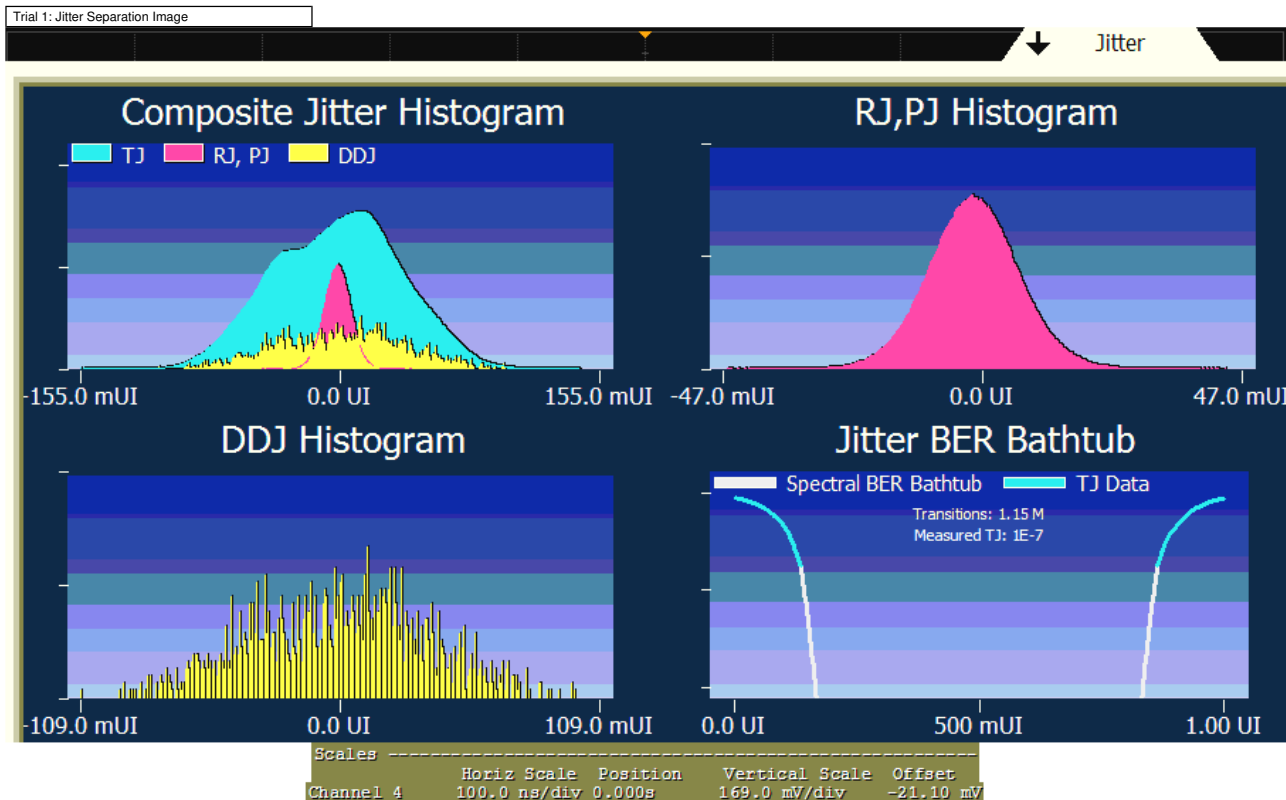 Trial 1: Jitter Separation Image
Jitter
Composite Jitter Histogram
TJ RJ, PJ DDJ
-155.0 mUI 0.0 UI 155.0 mUI
RJ,PJ Histogram
-47.0 mUI 0.0 UI 47.0 mUI
DDJ Histogram
-109.0 mUI 0.0 UI 109.0 mUI
Jitter BER Bathtub
Spectral BER Bathtub TJ Data
Transitions: 1.15 M
Measured TJ: 1E-7
0.0 UI 500 mUI 1.00 UI
Scales --------------------------------------------------------
Horiz Scale Position Vertical Scale Offset
Channel 4 100.0 ns/div 0.000s 169.0 mV/div -21.10 mV